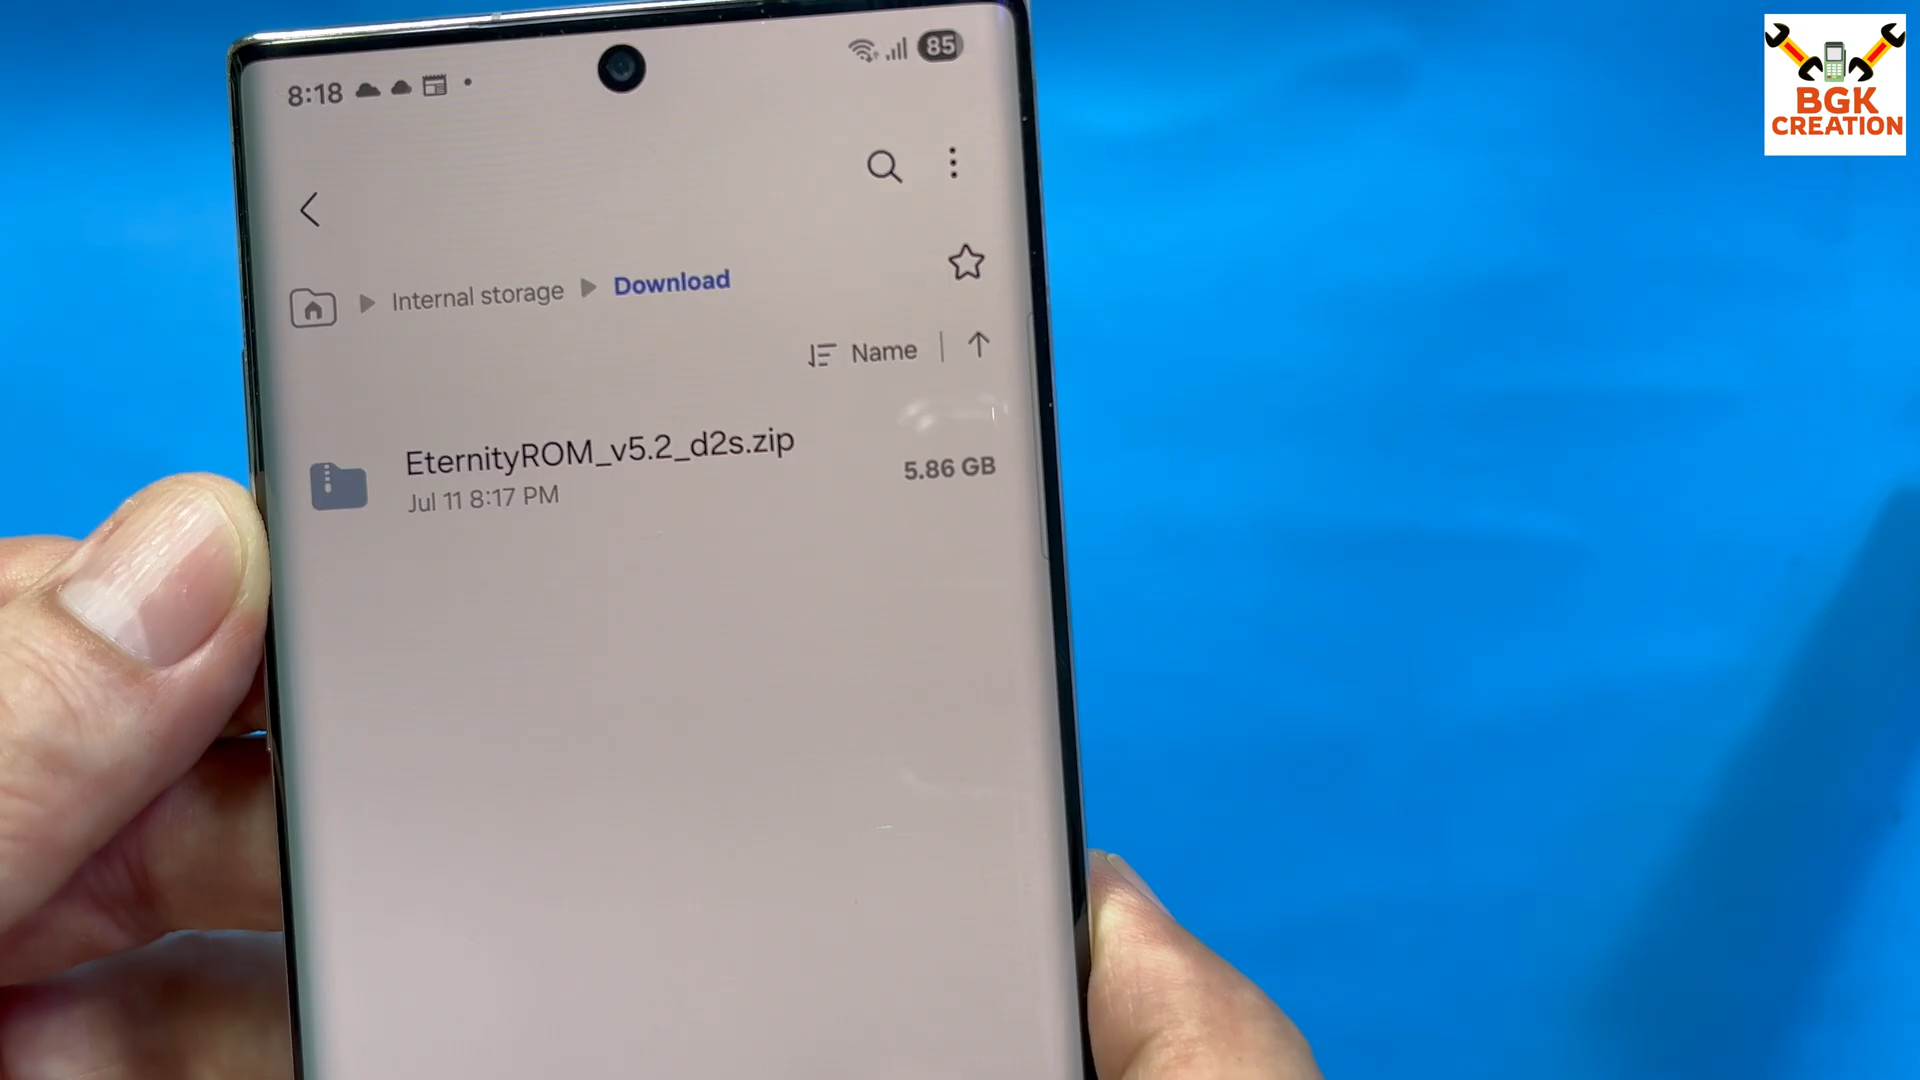 8:18
85
Internal storage
Download
Name
EternityROM_v5.2_d2s.zip
Jul 11 8:17 PM
5.86 GB
BGK
CREATION